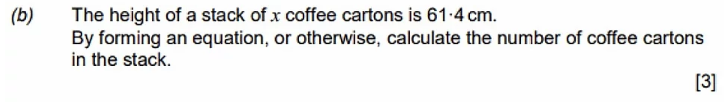 (b) The height of a stack of x coffee cartons is 61·4 cm.
By forming an equation, or otherwise, calculate the number of coffee cartons
in the stack.
[3]